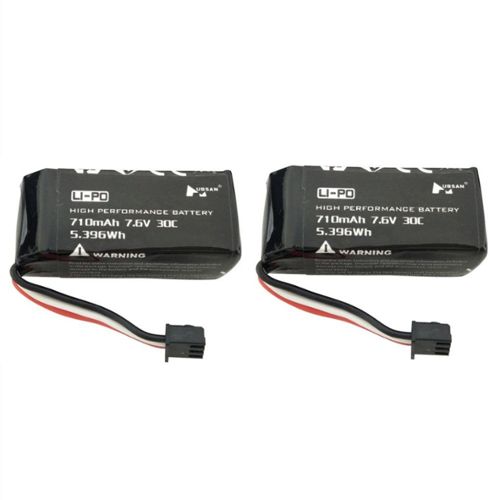 LI-PO
HUBSAN®
HIGH PERFORMANCE BATTERY
710mAh 7.6V 30C
5.396Wh
WARNING
LI-PO
HUBSAN®
HIGH PERFORMANCE BATTERY
710mAh 7.6V 30C
5.396Wh
WARNING